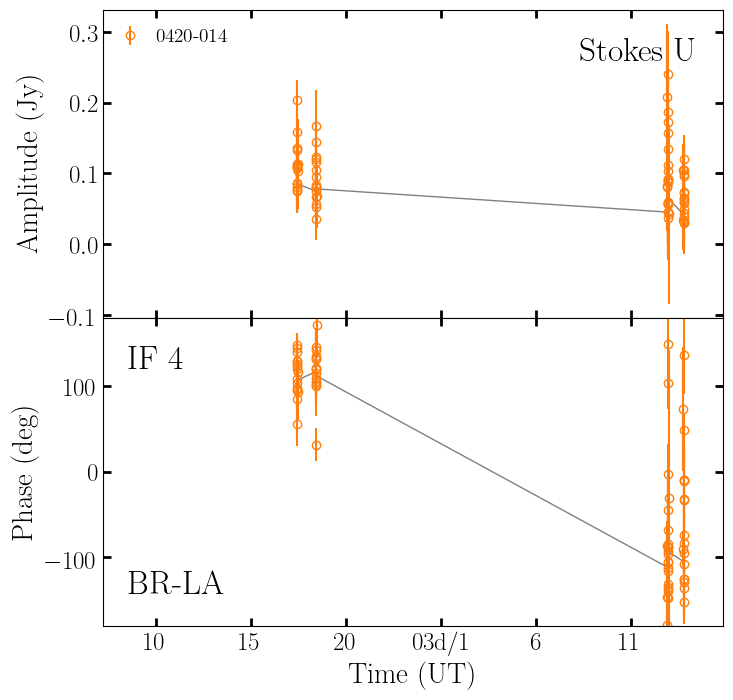 0420-014
Stokes U
0.3
0.2
0.1
0.0
−0.1
Amplitude (Jy)
IF 4
100
0
−100
Phase (deg)
BR-LA
10 15 20 03d/1 6 11
Time (UT)